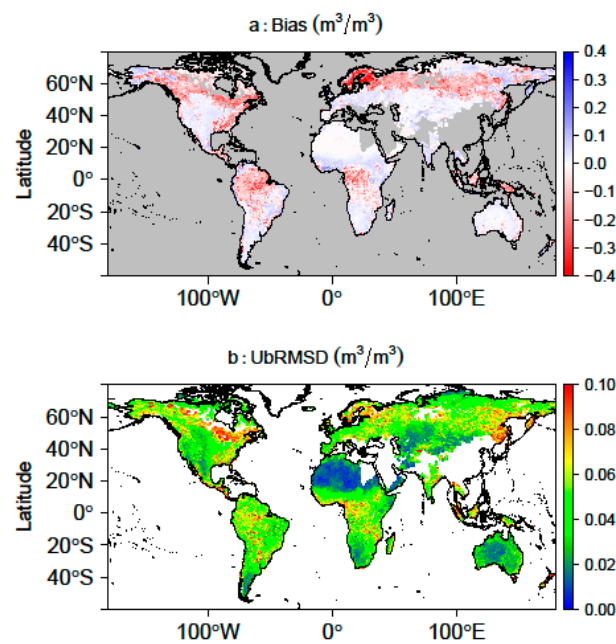 a : Bias (m³/m³)
Latitude
60°N
40°N
20°N
0°
20°S
40°S
100°W
0°
100°E
0.4
0.3
0.2
0.1
0.0
−0.1
−0.2
−0.3
−0.4
b : UbRMSD (m³/m³)
Latitude
60°N
40°N
20°N
0°
20°S
40°S
100°W
0°
100°E
0.10
0.08
0.06
0.04
0.02
0.00